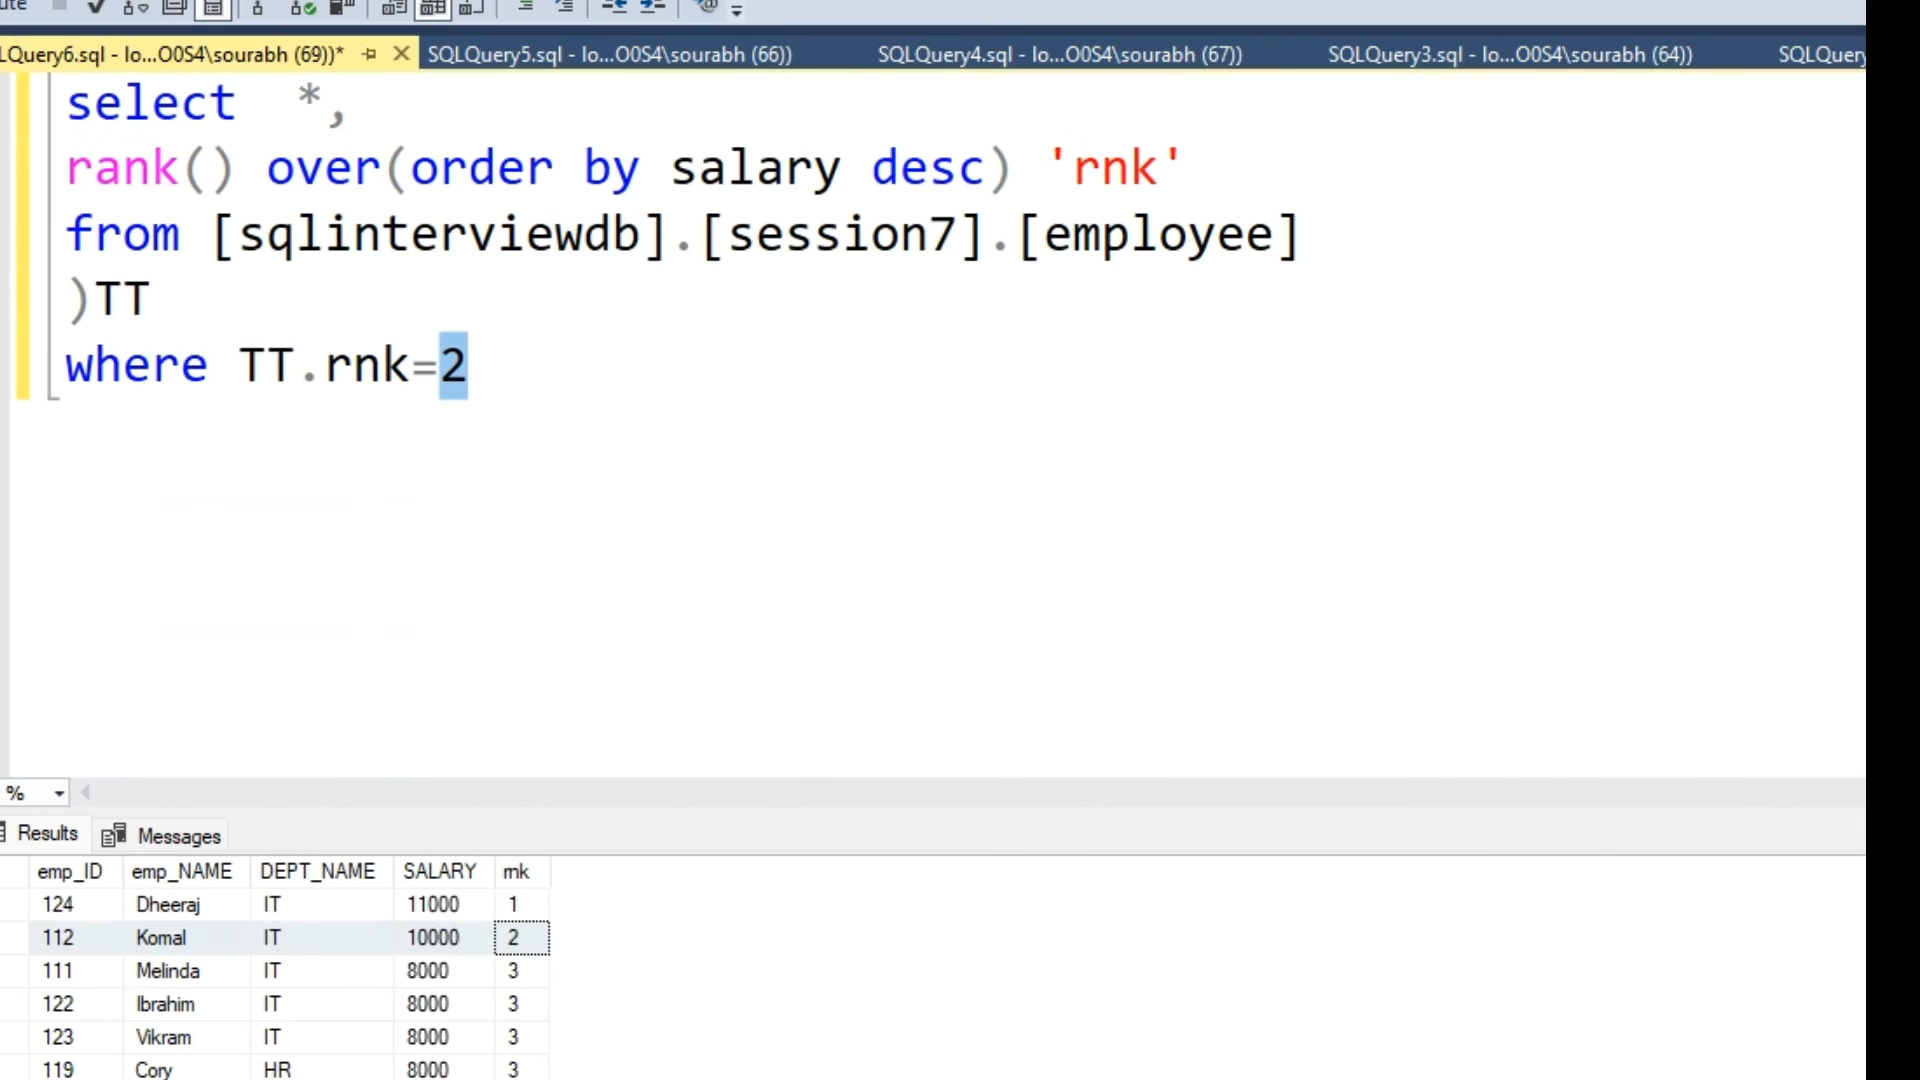 LQuery6.sql - lo...O0S4\sourabh (69))* SQLQuery5.sql - lo...O0S4\sourabh (66)) SQLQuery4.sql - lo...O0S4\sourabh (67)) SQLQuery3.sql - lo...O0S4\sourabh (64)) SQLQuery
select *,
rank() over(order by salary desc) 'rnk'
from [sqlinterviewdb].[session7].[employee]
)TT
where TT.rnk=2
%
Results Messages
emp_ID emp_NAME DEPT_NAME SALARY rnk
124 Dheeraj IT 11000 1
112 Komal IT 10000 2
111 Melinda IT 8000 3
122 Ibrahim IT 8000 3
123 Vikram IT 8000 3
119 Cory HR 8000 3